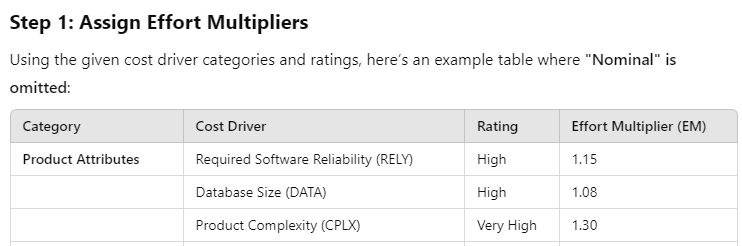 Step 1: Assign Effort Multipliers
Using the given cost driver categories and ratings, here's an example table where "Nominal" is
omitted:
Category Cost Driver Rating Effort Multiplier (EM)
Product Attributes Required Software Reliability (RELY) High 1.15
Database Size (DATA) High 1.08
Product Complexity (CPLX) Very High 1.30